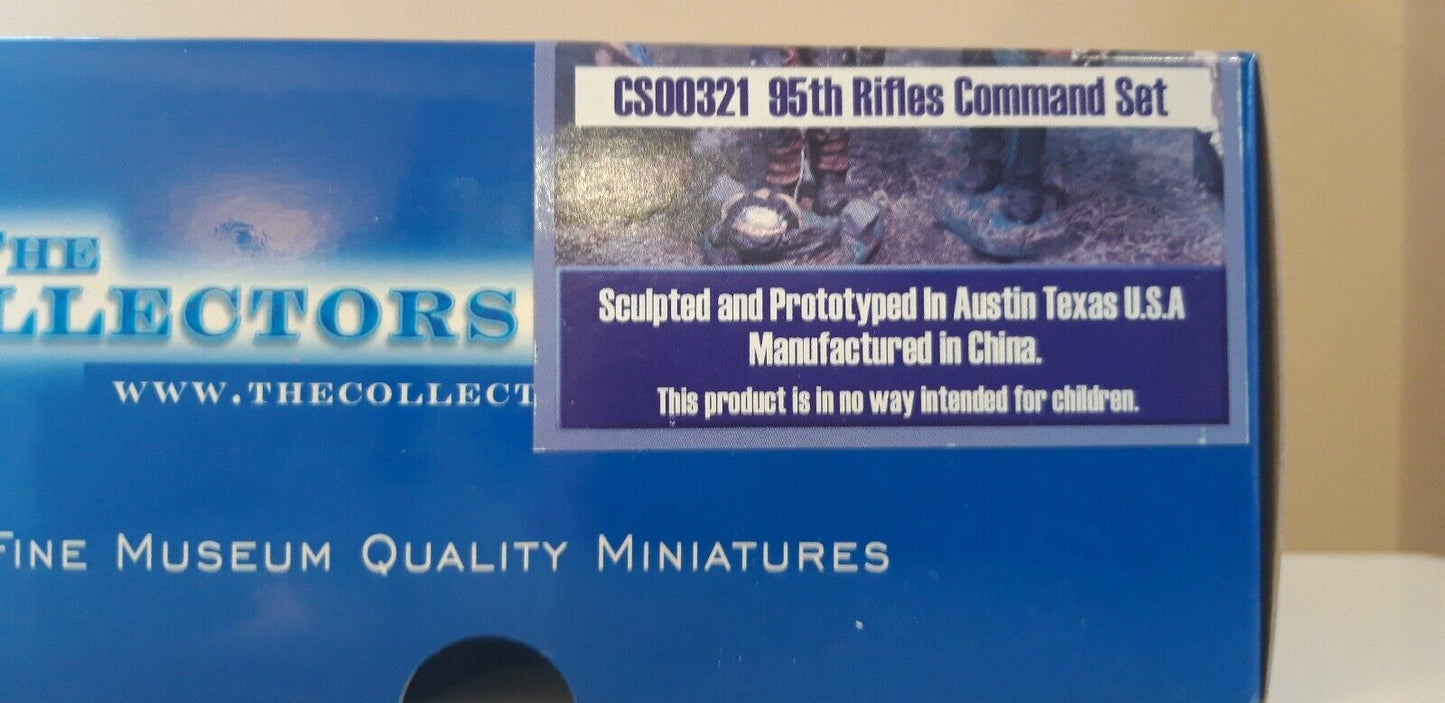 CS00321 95th Rifles Command Set
Sculpted and Prototyped In Austin Texas U.S.A
Manufactured in China.
This product is in no way intended for children.
THE
LLECTORS
WWW.THECOLLECT
FINE MUSEUM QUALITY MINIATURES